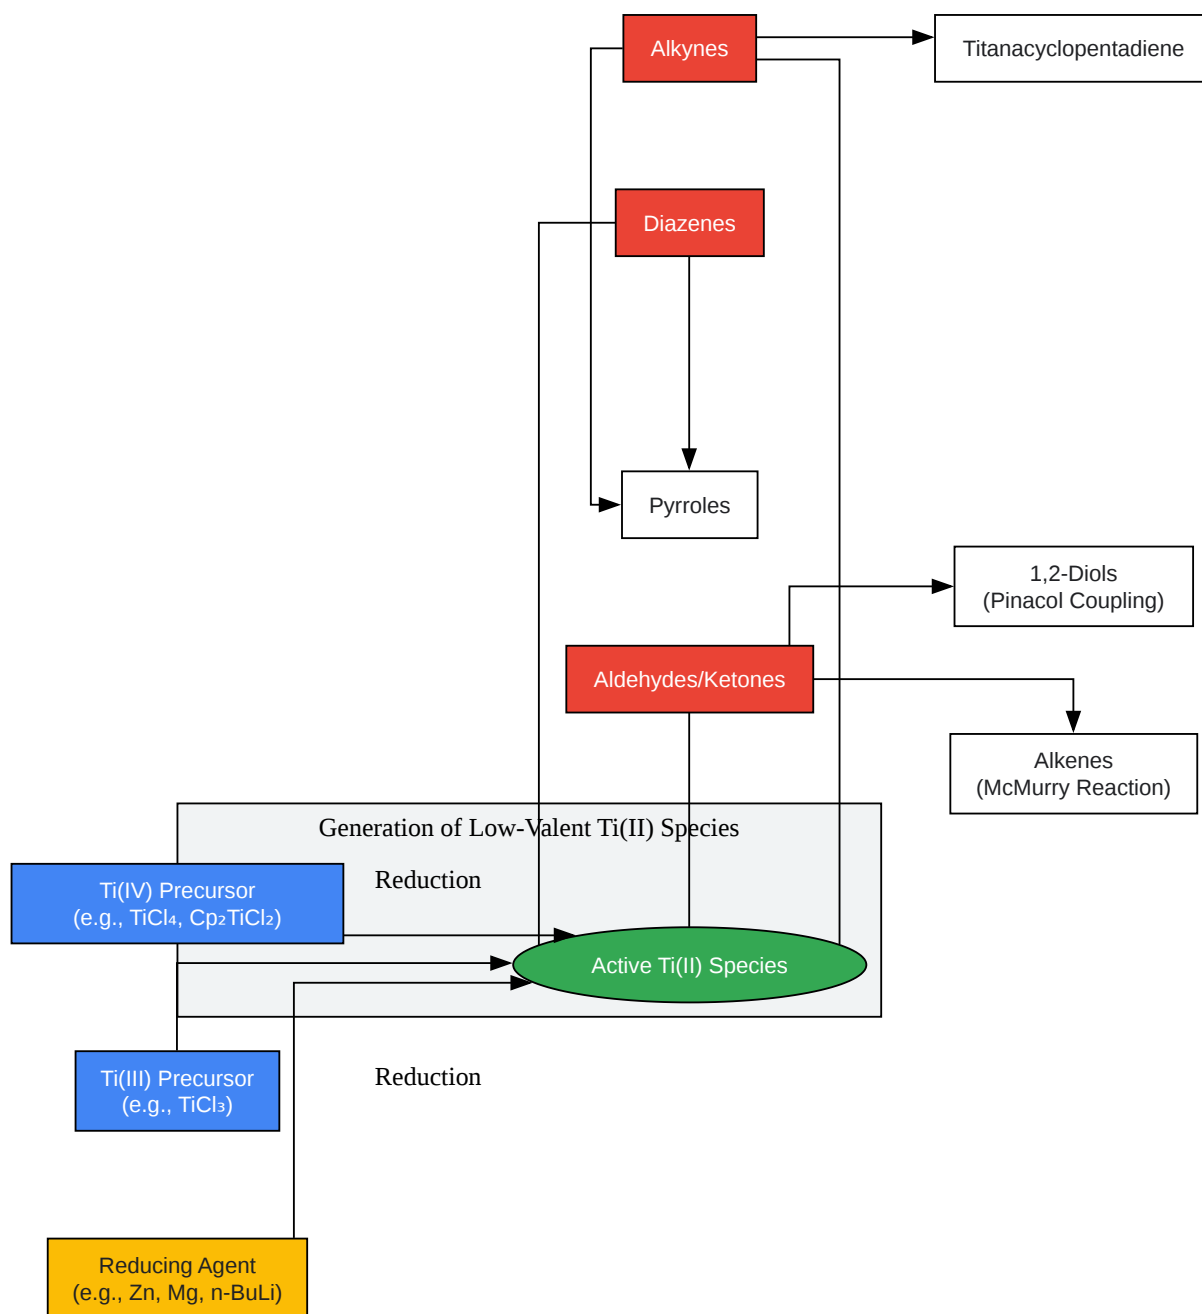 Alkynes
Titanacyclopentadiene
Diazenes
Pyrroles
1,2-Diols
(Pinacol Coupling)
Aldehydes/Ketones
Alkenes
(McMurry Reaction)
Generation of Low-Valent Ti(II) Species
Reduction
Ti(IV) Precursor
(e.g., TiCl₄, Cp₂TiCl₂)
Active Ti(II) Species
Reduction
Ti(III) Precursor
(e.g., TiCl₃)
Reducing Agent
(e.g., Zn, Mg, n-BuLi)